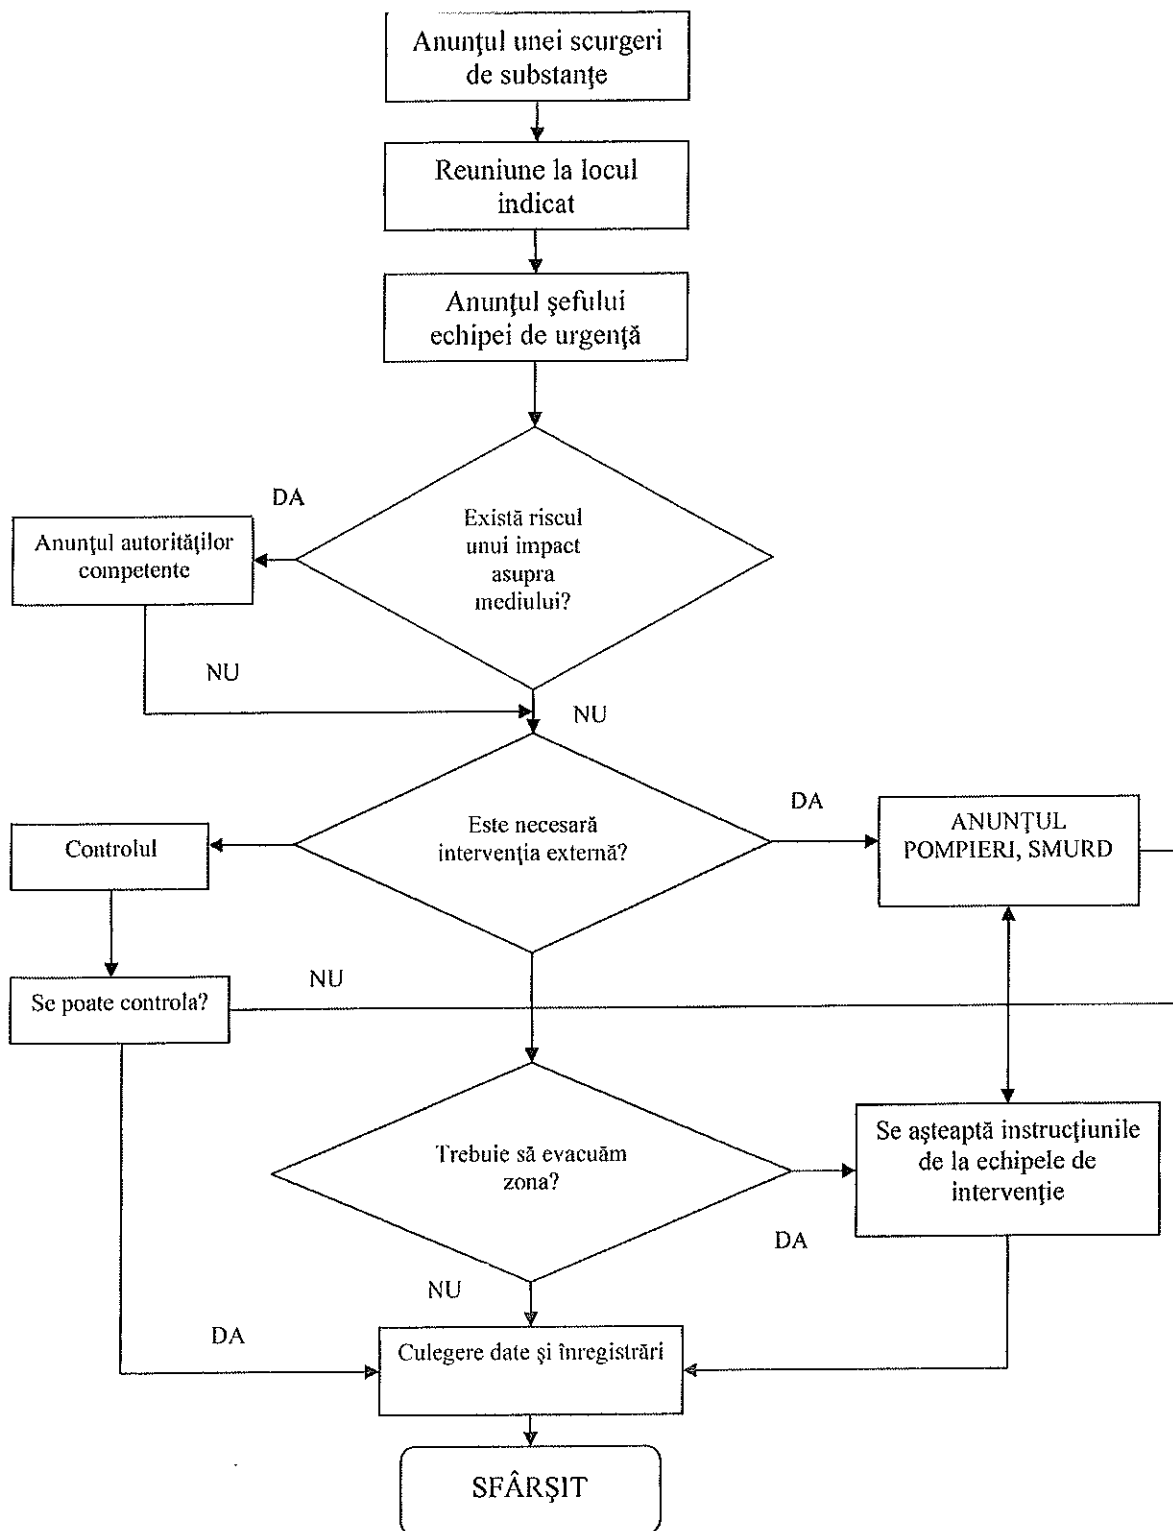 Anunţul unei scurgeri
de substanţe
Reuniune la locul
indicat
Anunţul şefului
echipei de urgenţă
DA
Există riscul
unui impact
asupra
mediului?
Anunţul autorităţilor
competente
NU
NU
DA
Este necesară
intervenţia externă?
ANUNŢUL
POMPIERI, SMURD
Controlul
NU
Se poate controla?
Trebuie să evacuăm
zona?
Se aşteaptă instrucţiunile
de la echipele de
intervenţie
DA
NU
DA
Culegere date şi înregistrări
SFÂRŞIT